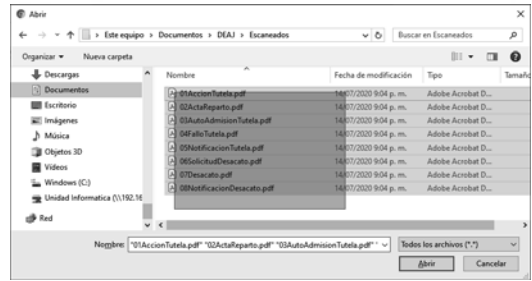 Abrir
Este equipo > Documentos > DEAJ > Escaneados
Buscar en Escaneados
Organizar
Nueva carpeta
Nombre
Fecha de modificación
Tipo
Tamaño
Descargas
Documentos
Escritorio
Imágenes
Música
Objetos 3D
Vídeos
Windows (C:)
Unidad Informatica (\\192.16
Red
01AccionTutela.pdf 14/07/2020 9:04 p. m. Adobe Acrobat D...
02ActaReparto.pdf 14/07/2020 9:04 p. m. Adobe Acrobat D...
03AutoAdmisionTutela.pdf 14/07/2020 9:04 p. m. Adobe Acrobat D...
04FalloTutela.pdf 14/07/2020 9:04 p. m. Adobe Acrobat D...
05NotificacionTutela.pdf 14/07/2020 9:04 p. m. Adobe Acrobat D...
06SolicitudDesacato.pdf 14/07/2020 9:04 p. m. Adobe Acrobat D...
07Desacato.pdf 14/07/2020 9:04 p. m. Adobe Acrobat D...
08NotificacionDesacato.pdf 14/07/2020 9:04 p. m. Adobe Acrobat D...
Nombre: "01AccionTutela.pdf" "02ActaReparto.pdf" "03AutoAdmisionTutela.pdf" "
Todos los archivos (*.*)
Abrir
Cancelar